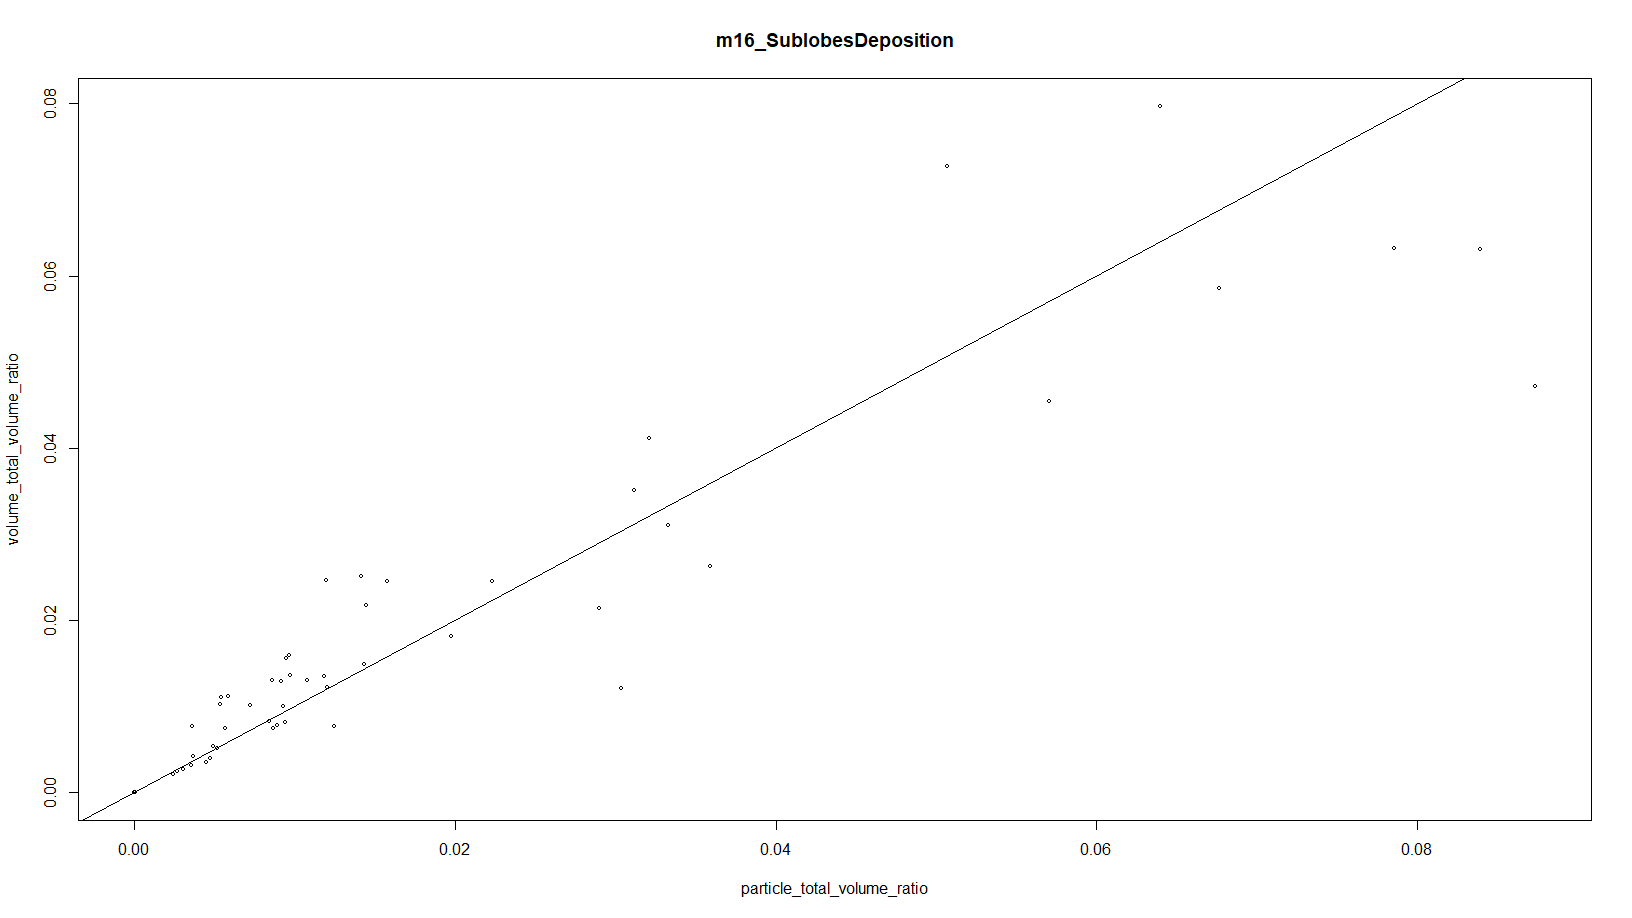 m16_SublobesDeposition
0.08
0.06
0.04
0.02
0.00
volume_total_volume_ratio
0.00 0.02 0.04 0.06 0.08
particle_total_volume_ratio